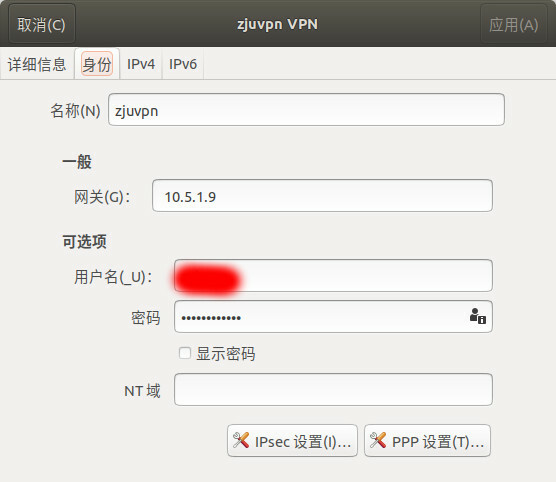 取消(C) zjuvpn VPN 应用(A)
详细信息 身份 IPv4 IPv6
名称(N) zjuvpn
一般
网关(G): 10.5.1.9
可选项
用户名(_U):
密码 ••••••••••••
显示密码
NT 域
IPsec 设置(I)... PPP 设置(T)...